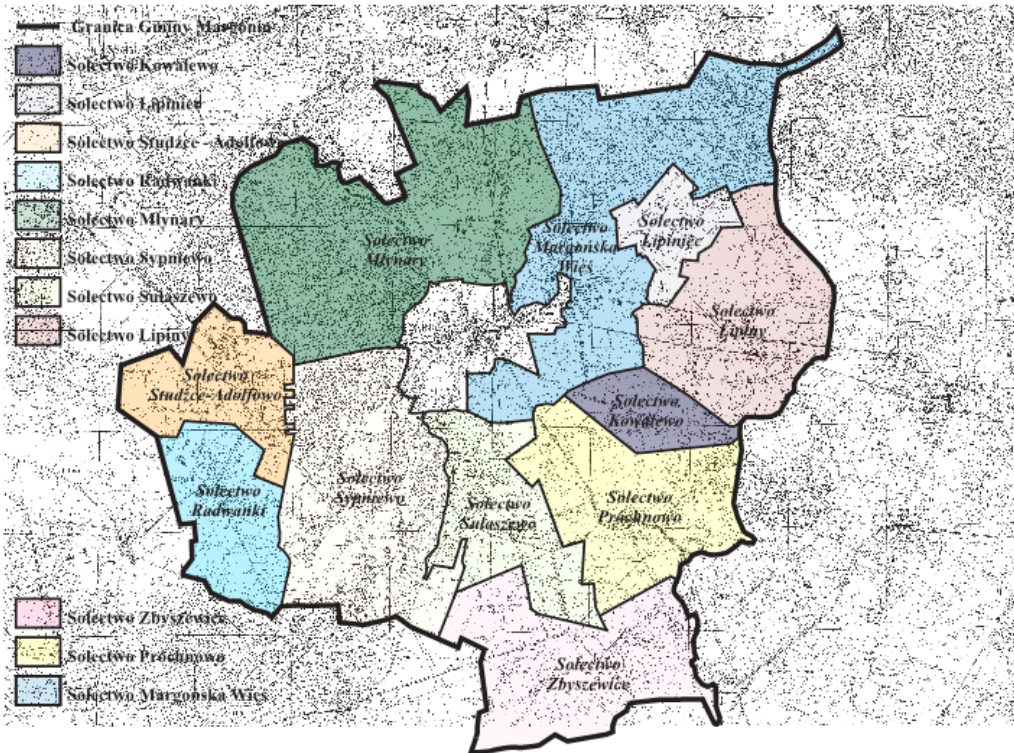 Granica Gminy Margonin
Sołectwo Kowalewo
Sołectwo Lipiniec
Sołectwo Studźce - Adolfowo
Sołectwo Radwanki
Sołectwo Młynary
Sołectwo Sypniewo
Sołectwo Sułaszewo
Sołectwo Lipiny
Sołectwo Zbyszewice
Sołectwo Próchnowo
Sołectwo Margońska Wieś
Sołectwo
Młynary
Sołectwo
Margońska
Wieś
Sołectwo
Lipiniec
Sołectwo
Lipiny
Sołectwo
Studźce-Adolfowo
Sołectwo
Kowalewo
Sołectwo
Radwanki
Sołectwo
Sypniewo
Sołectwo
Sułaszewo
Sołectwo
Próchnowo
Sołectwo
Zbyszewice